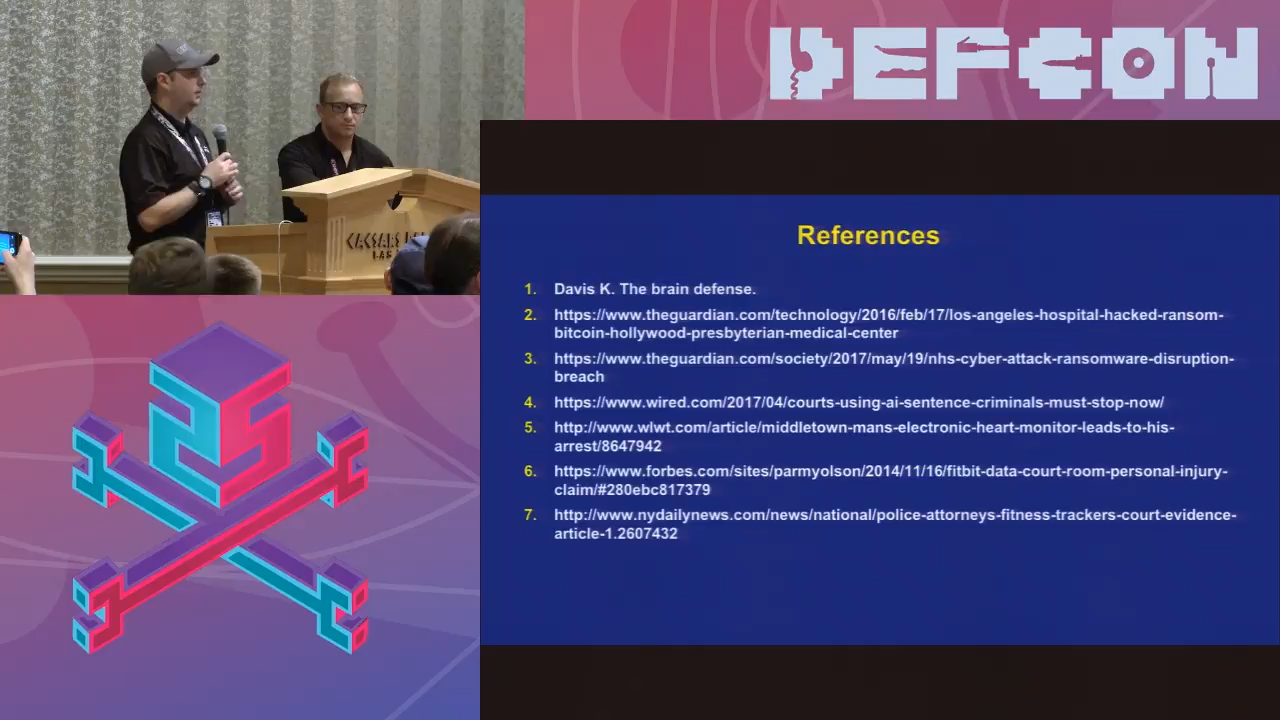 DEFCON
CAESARS
LAS
References
1. Davis K. The brain defense.
2. https://www.theguardian.com/technology/2016/feb/17/los-angeles-hospital-hacked-ransom-
bitcoin-hollywood-presbyterian-medical-center
3. https://www.theguardian.com/society/2017/may/19/nhs-cyber-attack-ransomware-disruption-
breach
4. https://www.wired.com/2017/04/courts-using-ai-sentence-criminals-must-stop-now/
5. http://www.wlwt.com/article/middletown-mans-electronic-heart-monitor-leads-to-his-
arrest/8647942
6. https://www.forbes.com/sites/parmyolson/2014/11/16/fitbit-data-court-room-personal-injury-
claim/#280ebc817379
7. http://www.nydailynews.com/news/national/police-attorneys-fitness-trackers-court-evidence-
article-1.2607432